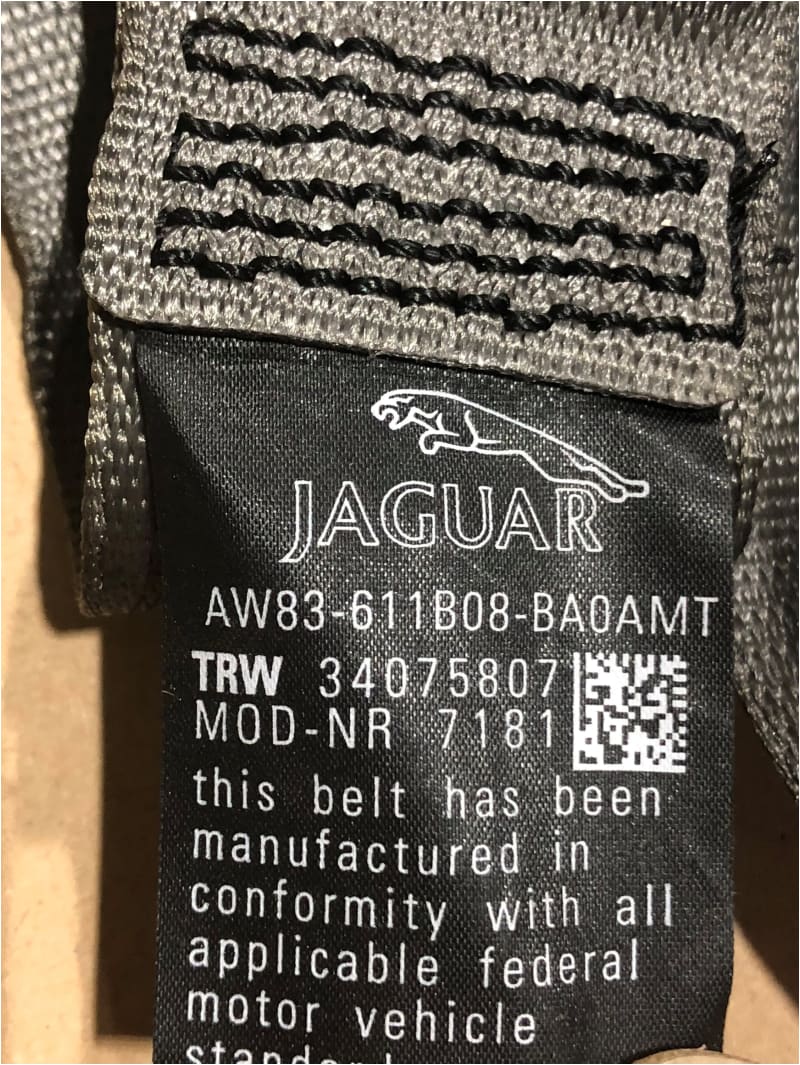 JAGUAR
AW83-611B08-BA0AMT
TRW 34075807
MOD-NR 7181
this belt has been
manufactured in
conformity with all
applicable federal
motor vehicle